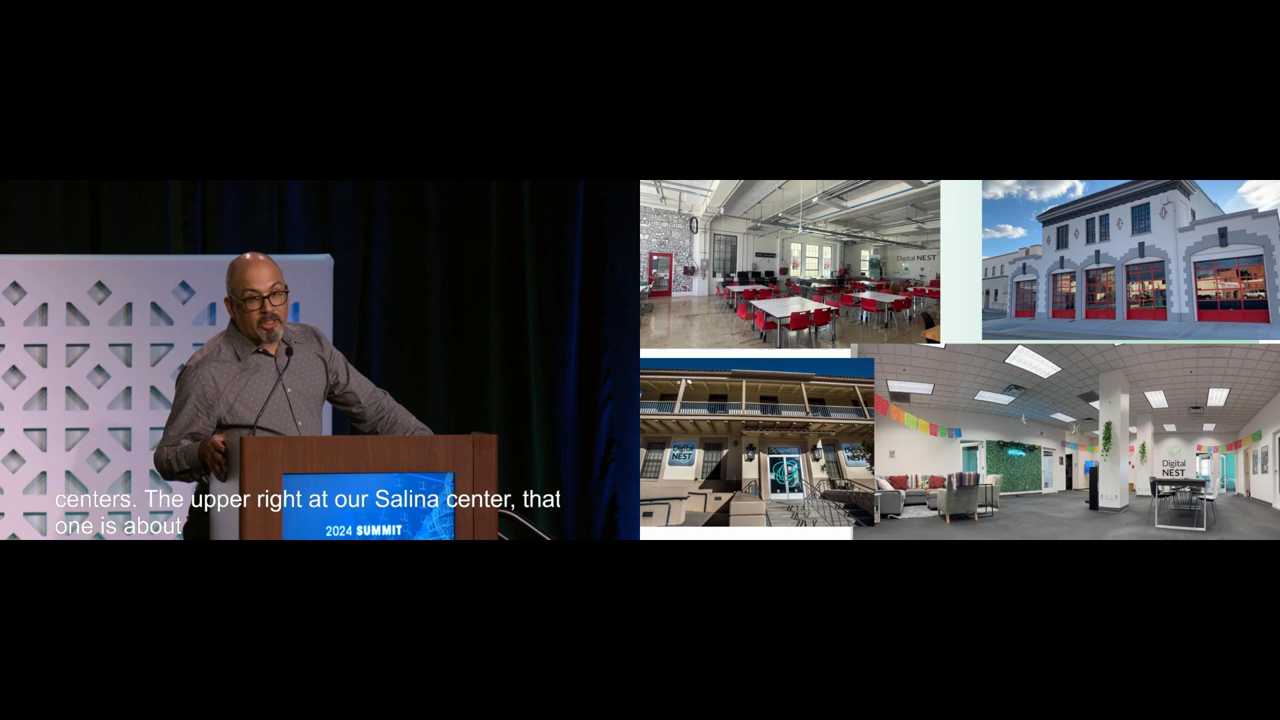 centers. The upper right at our Salina center, that
one is about
2024 SUMMIT
Digital NEST
Digital
NEST
Digital
NEST